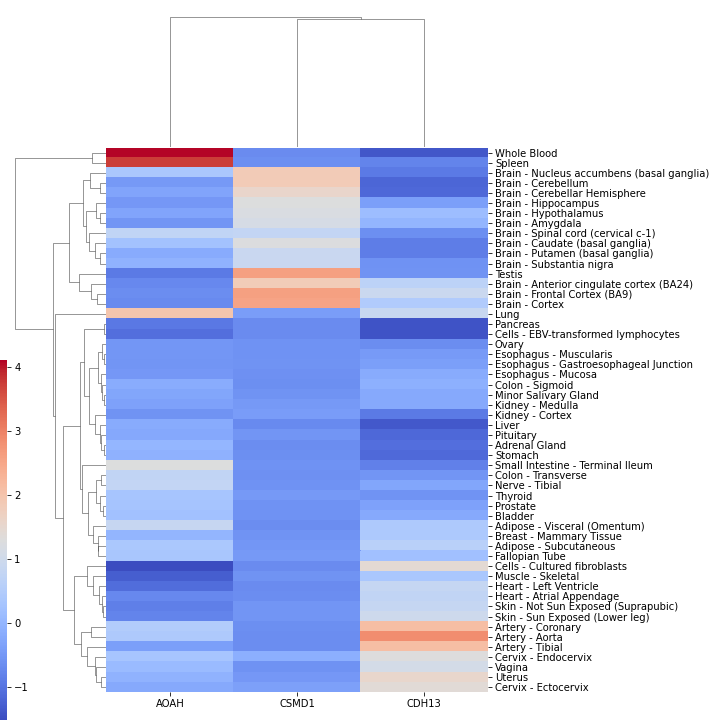 Whole Blood
Spleen
Brain - Nucleus accumbens (basal ganglia)
Brain - Cerebellum
Brain - Cerebellar Hemisphere
Brain - Hippocampus
Brain - Hypothalamus
Brain - Amygdala
Brain - Spinal cord (cervical c-1)
Brain - Caudate (basal ganglia)
Brain - Putamen (basal ganglia)
Brain - Substantia nigra
Testis
Brain - Anterior cingulate cortex (BA24)
Brain - Frontal Cortex (BA9)
Brain - Cortex
Lung
Pancreas
Cells - EBV-transformed lymphocytes
Ovary
Esophagus - Muscularis
Esophagus - Gastroesophageal Junction
Esophagus - Mucosa
Colon - Sigmoid
Minor Salivary Gland
Kidney - Medulla
Kidney - Cortex
Liver
Pituitary
Adrenal Gland
Stomach
Small Intestine - Terminal Ileum
Colon - Transverse
Nerve - Tibial
Thyroid
Prostate
Bladder
Adipose - Visceral (Omentum)
Breast - Mammary Tissue
Adipose - Subcutaneous
Fallopian Tube
Cells - Cultured fibroblasts
Muscle - Skeletal
Heart - Left Ventricle
Heart - Atrial Appendage
Skin - Not Sun Exposed (Suprapubic)
Skin - Sun Exposed (Lower leg)
Artery - Coronary
Artery - Aorta
Artery - Tibial
Cervix - Endocervix
Vagina
Uterus
Cervix - Ectocervix
4
3
2
1
0
−1
AOAH CSMD1 CDH13